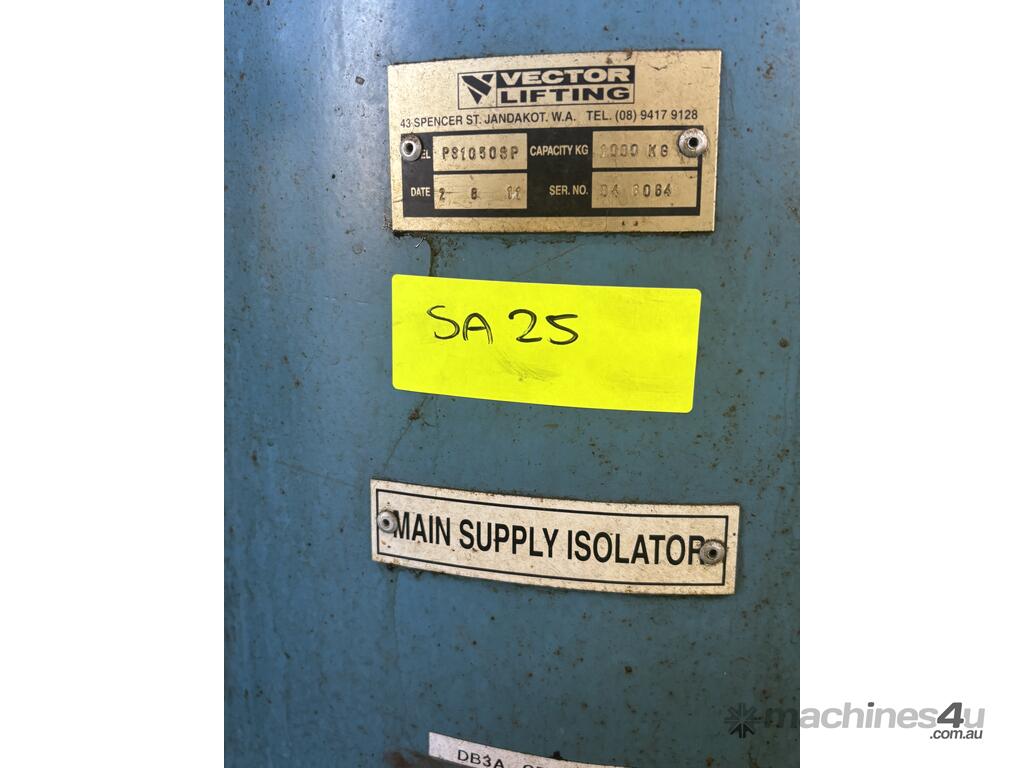 VECTOR
LIFTING
43 SPENCER ST. JANDAKOT. W.A. TEL. (08) 9417 9128
CAPACITY KG 1000 KG
DATE 2 8 11 SER. NO.
SA 25
MAIN SUPPLY ISOLATOR
machines4u
.com.au
DB3A